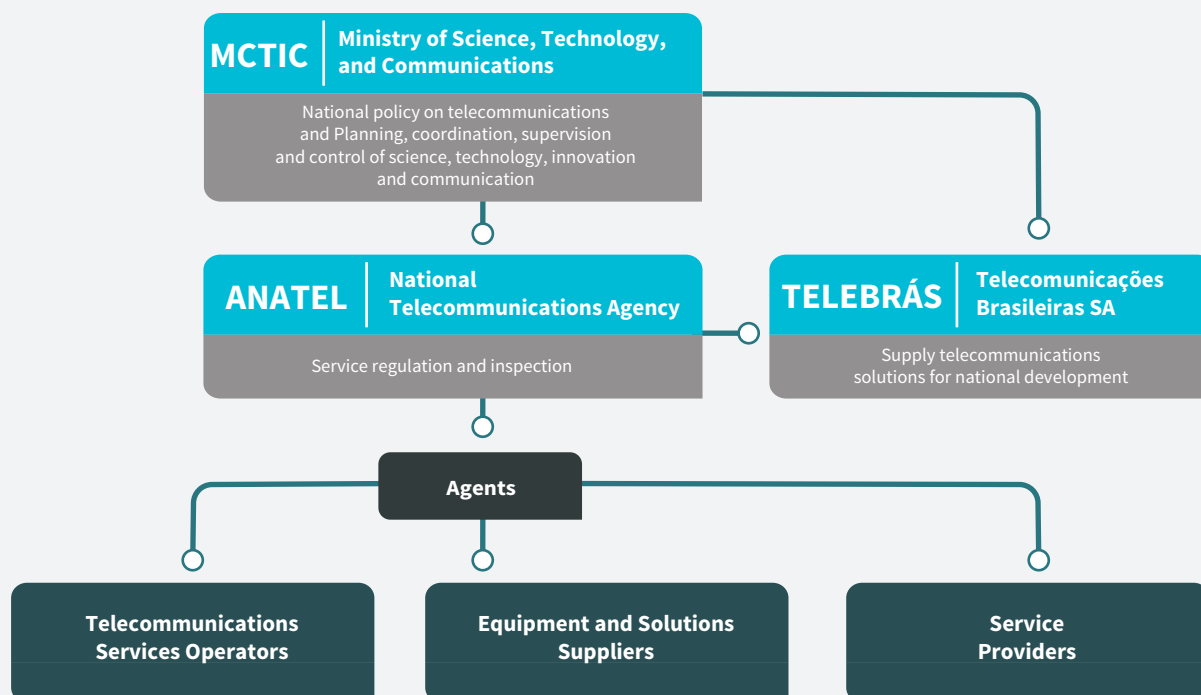 MCTIC
Ministry of Science, Technology,
and Communications
National policy on telecommunications
and Planning, coordination, supervision
and control of science, technology, innovation
and communication
ANATEL
National
Telecommunications Agency
Service regulation and inspection
TELEBRÁS
Telecomunicações
Brasileiras SA
Supply telecommunications
solutions for national development
Agents
Telecommunications
Services Operators
Equipment and Solutions
Suppliers
Service
Providers